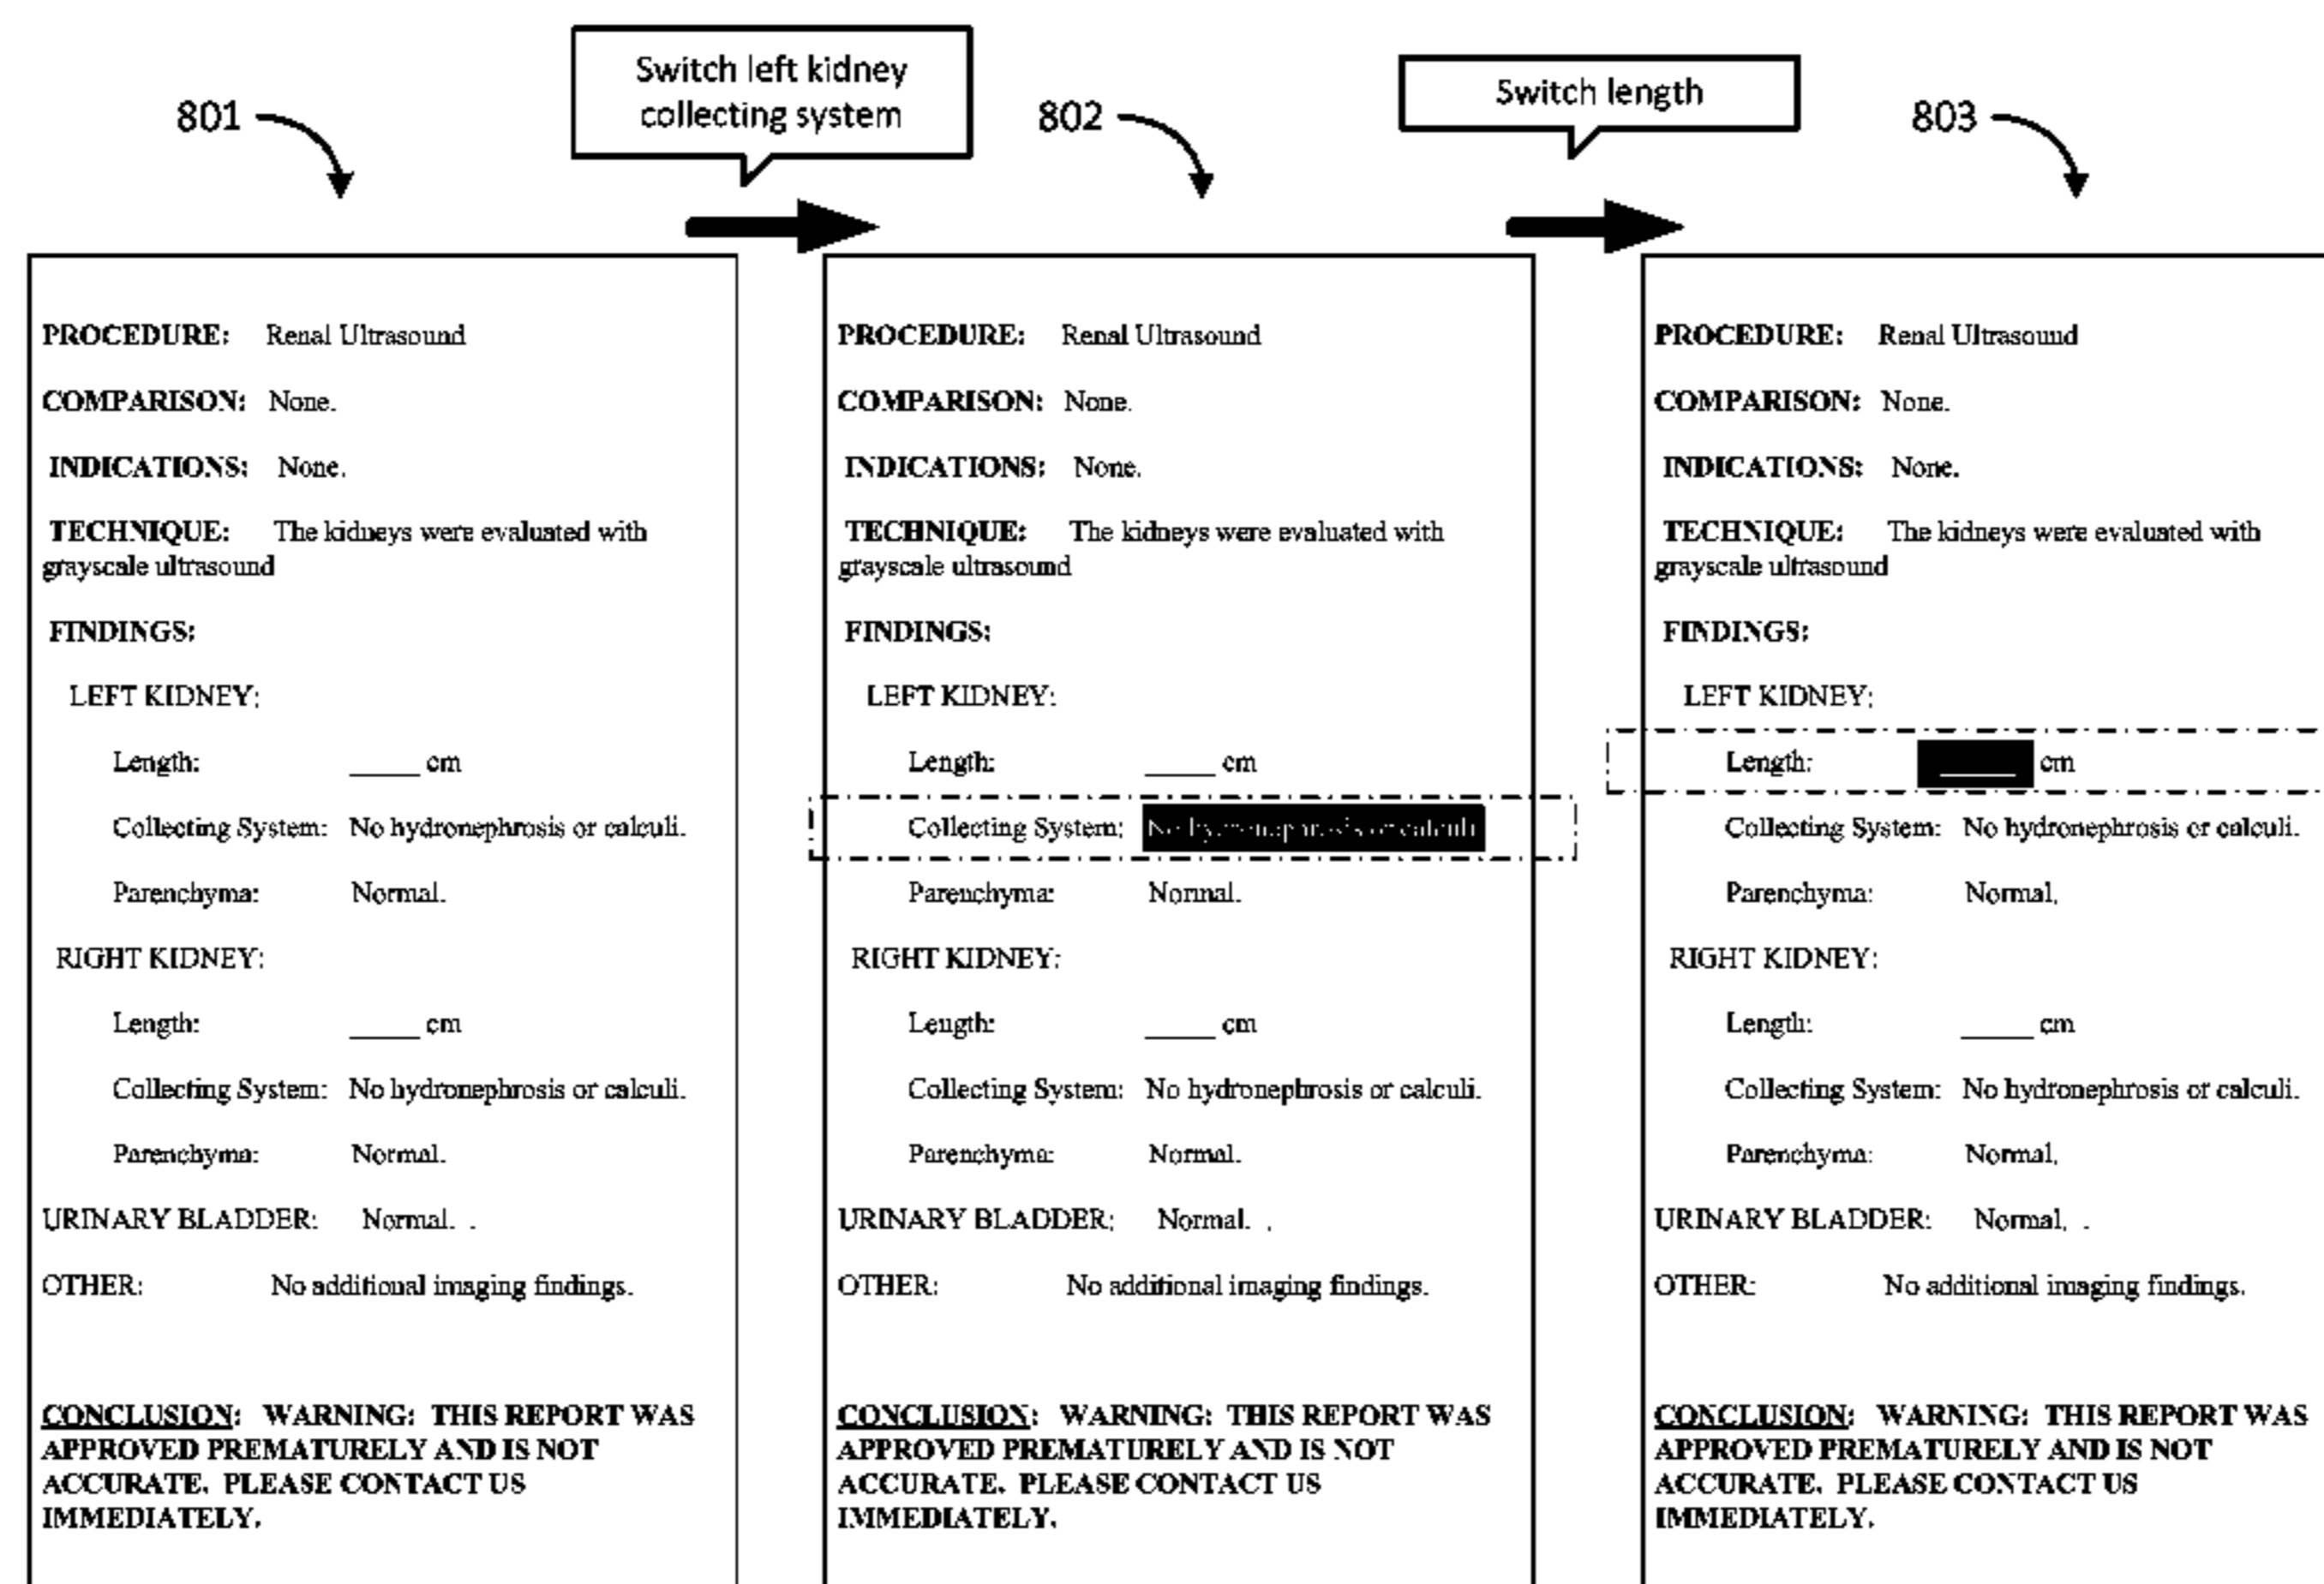 Switch left kidney
collecting system
Switch length
801
802
803
PROCEDURE: Renal Ultrasound
COMPARISON: None.
INDICATIONS: None.
TECHNIQUE: The kidneys were evaluated with
grayscale ultrasound
FINDINGS:
LEFT KIDNEY:
Length: _____ cm
Collecting System: No hydronephrosis or calculi.
Parenchyma: Normal.
RIGHT KIDNEY:
Length: _____ cm
Collecting System: No hydronephrosis or calculi.
Parenchyma: Normal.
URINARY BLADDER: Normal. .
OTHER: No additional imaging findings.
CONCLUSION: WARNING: THIS REPORT WAS
APPROVED PREMATURELY AND IS NOT
ACCURATE. PLEASE CONTACT US
IMMEDIATELY.
PROCEDURE: Renal Ultrasound
COMPARISON: None.
INDICATIONS: None.
TECHNIQUE: The kidneys were evaluated with
grayscale ultrasound
FINDINGS:
LEFT KIDNEY:
Length: _____ cm
Collecting System: No hydronephrosis or calculi
Parenchyma: Normal.
RIGHT KIDNEY:
Length: _____ cm
Collecting System: No hydronephrosis or calculi.
Parenchyma: Normal.
URINARY BLADDER: Normal. .
OTHER: No additional imaging findings.
CONCLUSION: WARNING: THIS REPORT WAS
APPROVED PREMATURELY AND IS NOT
ACCURATE. PLEASE CONTACT US
IMMEDIATELY.
PROCEDURE: Renal Ultrasound
COMPARISON: None.
INDICATIONS: None.
TECHNIQUE: The kidneys were evaluated with
grayscale ultrasound
FINDINGS:
LEFT KIDNEY:
Length: _____ cm
Collecting System: No hydronephrosis or calculi.
Parenchyma: Normal.
RIGHT KIDNEY:
Length: _____ cm
Collecting System: No hydronephrosis or calculi.
Parenchyma: Normal.
URINARY BLADDER: Normal. .
OTHER: No additional imaging findings.
CONCLUSION: WARNING: THIS REPORT WAS
APPROVED PREMATURELY AND IS NOT
ACCURATE. PLEASE CONTACT US
IMMEDIATELY.